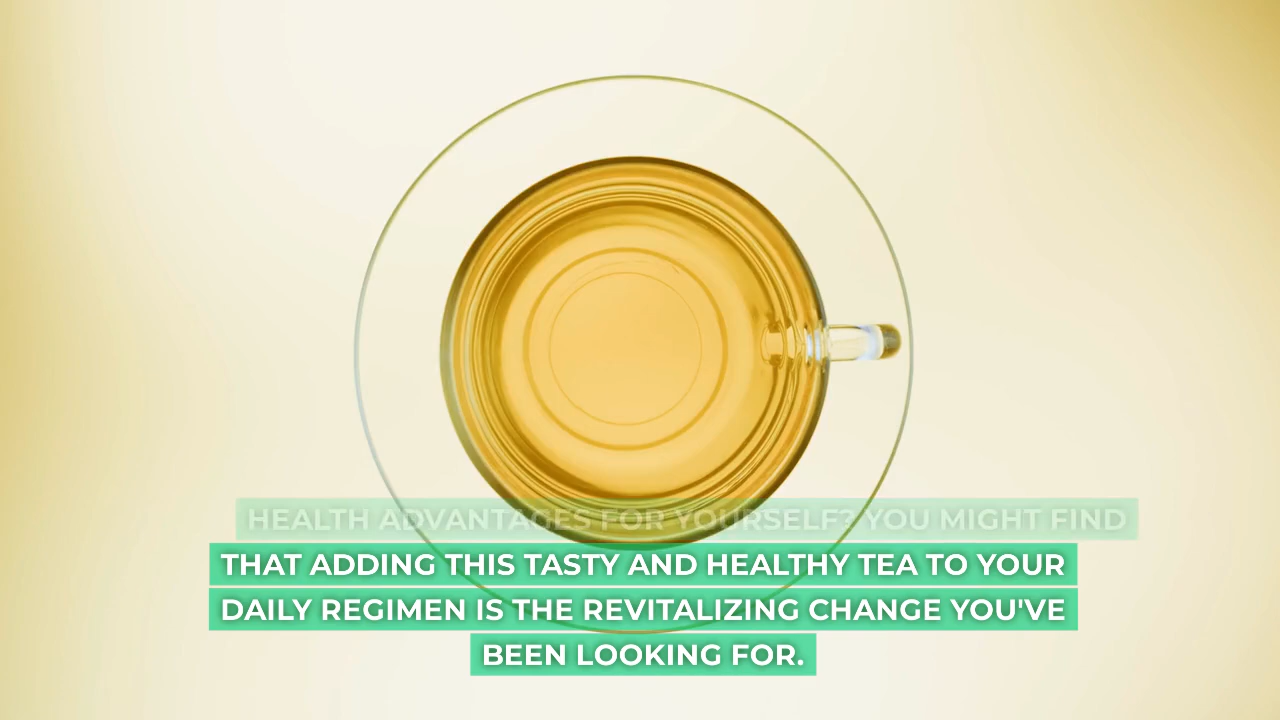 HEALTH ADVANTAGES FOR YOURSELF? YOU MIGHT FIND
THAT ADDING THIS TASTY AND HEALTHY TEA TO YOUR
DAILY REGIMEN IS THE REVITALIZING CHANGE YOU'VE
BEEN LOOKING FOR.